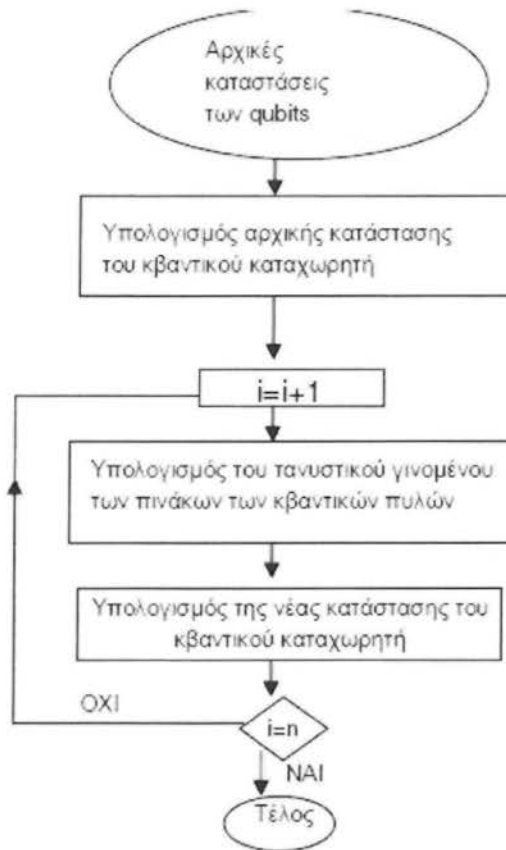 Αρχικές
καταστάσεις
των qubits
Υπολογισμός αρχικής κατάστασης
του κβαντικού καταχωρητή
i=i+1
Υπολογισμός του τανυστικού γινομένου
των πινάκων των κβαντικών πυλών
Υπολογισμός της νέας κατάστασης του
κβαντικού καταχωρητή
ΟΧΙ
i=n
ΝΑΙ
Τέλος